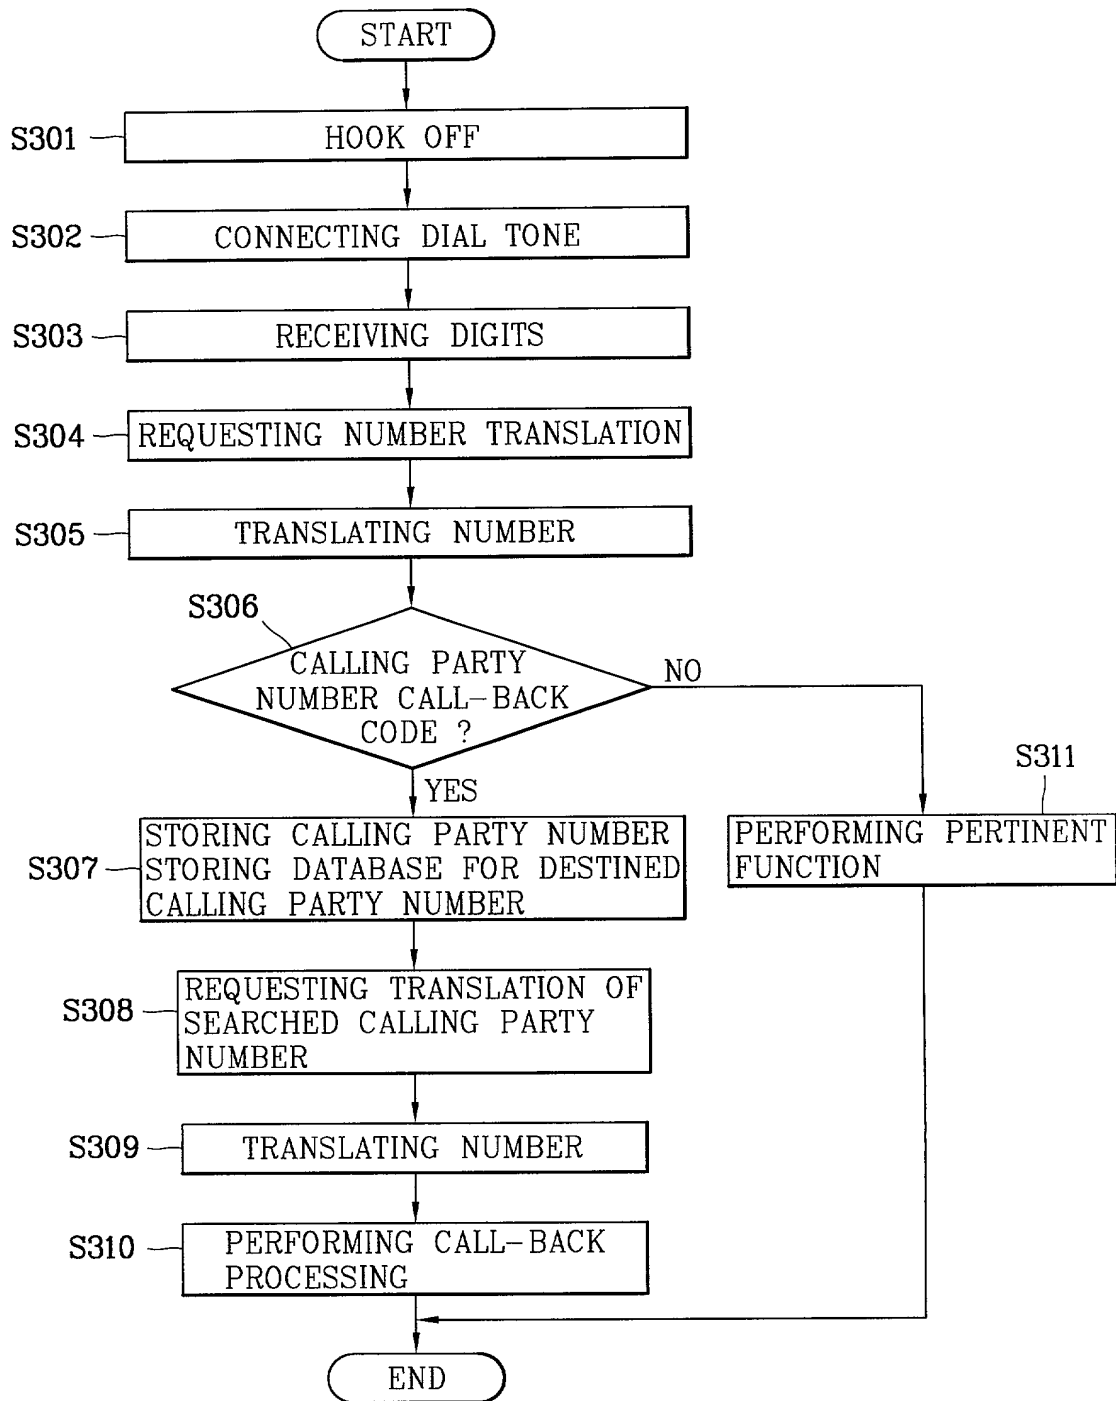 START
S301
HOOK OFF
S302
CONNECTING DIAL TONE
S303
RECEIVING DIGITS
S304
REQUESTING NUMBER TRANSLATION
S305
TRANSLATING NUMBER
S306
CALLING PARTY
NUMBER CALL-BACK
CODE ?
NO
YES
S311
PERFORMING PERTINENT
FUNCTION
S307
STORING CALLING PARTY NUMBER
STORING DATABASE FOR DESTINED
CALLING PARTY NUMBER
S308
REQUESTING TRANSLATION OF
SEARCHED CALLING PARTY
NUMBER
S309
TRANSLATING NUMBER
S310
PERFORMING CALL-BACK
PROCESSING
END